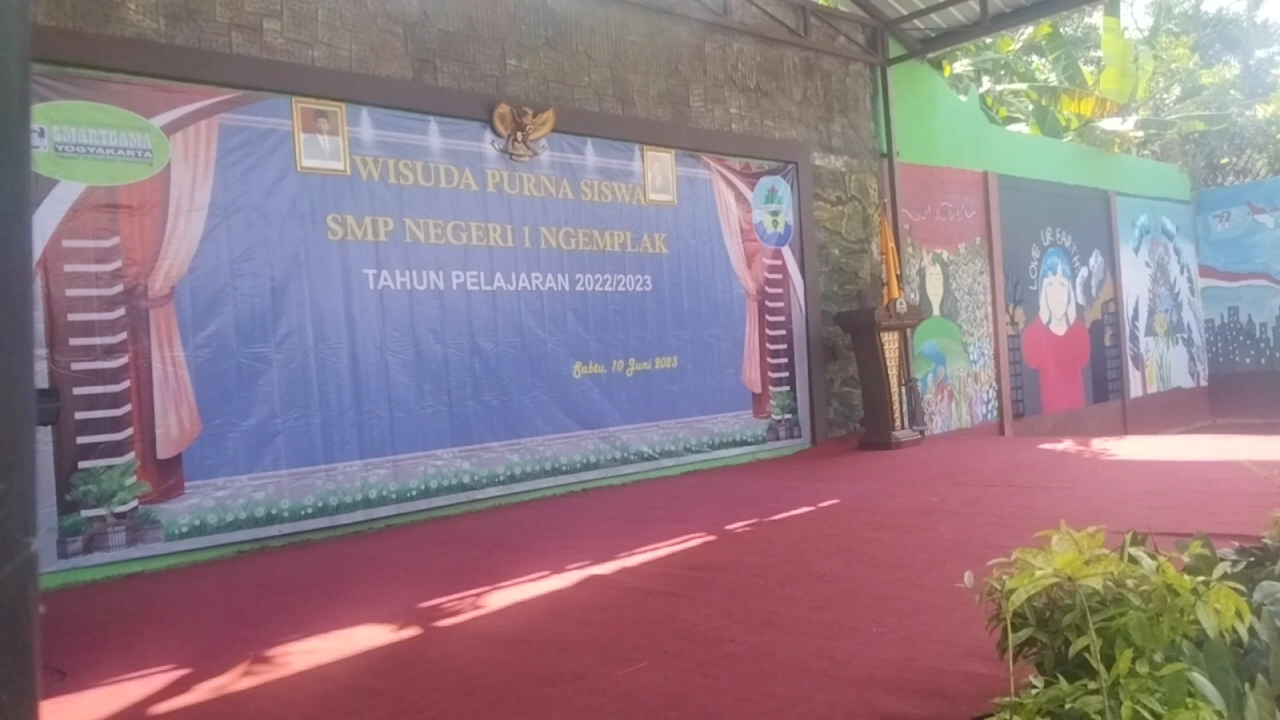 SMARTGAMA
YOGYAKARTA
WISUDA PURNA SISWA
SMP NEGERI 1 NGEMPLAK
TAHUN PELAJARAN 2022/2023
Sabtu, 10 Juni 2023
LOVE UR EARTH